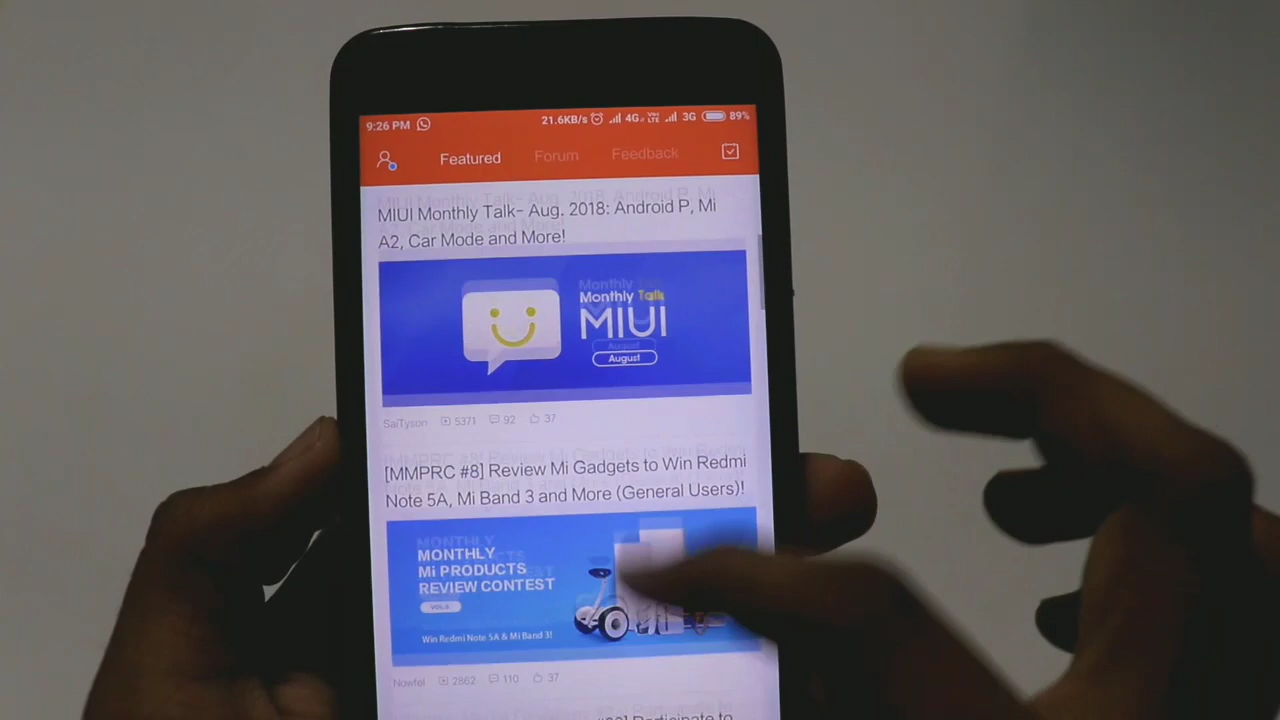 9:26 PM 21.6KB/s 4G VoLTE 3G 89%
Featured Forum Feedback
MIUI Monthly Talk- Aug. 2018: Android P, Mi
A2, Car Mode and More!
Monthly Talk
MIUI
August
SaiTyson 5371 92 37
[MMPRC #8] Review Mi Gadgets to Win Redmi
Note 5A, Mi Band 3 and More (General Users)!
MONTHLY
Mi PRODUCTS
REVIEW CONTEST
Win Redmi Note 5A & Mi Band 3!
Nowfel 2862 110 37
Participate to